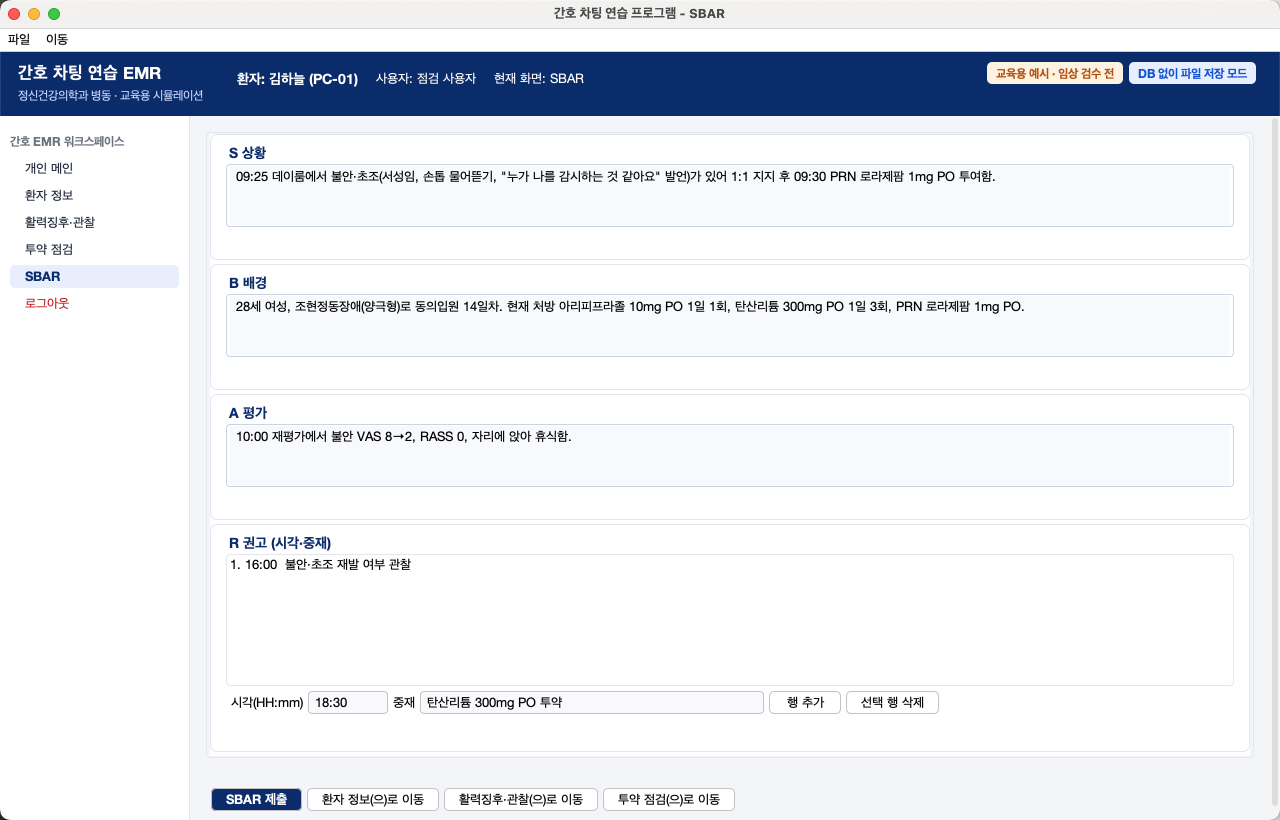 간호 차팅 연습 프로그램 - SBAR
파일 이동
간호 차팅 연습 EMR
정신건강의학과 병동 · 교육용 시뮬레이션
환자: 김하늘 (PC-01) 사용자: 점검 사용자 현재 화면: SBAR
교육용 예시 · 임상 검수 전 DB 없이 파일 저장 모드
간호 EMR 워크스페이스
개인 메인
환자 정보
활력징후·관찰
투약 점검
SBAR
로그아웃
S 상황
09:25 데이룸에서 불안·초조(서성임, 손톱 물어뜯기, "누가 나를 감시하는 것 같아요" 발언)가 있어 1:1 지지 후 09:30 PRN 로라제팜 1mg PO 투여함.
B 배경
28세 여성, 조현정동장애(양극형)로 동의입원 14일차. 현재 처방 아리피프라졸 10mg PO 1일 1회, 탄산리튬 300mg PO 1일 3회, PRN 로라제팜 1mg PO.
A 평가
10:00 재평가에서 불안 VAS 8→2, RASS 0, 자리에 앉아 휴식함.
R 권고 (시각·중재)
1. 16:00 불안·초조 재발 여부 관찰
시각(HH:mm) 18:30 중재 탄산리튬 300mg PO 투약 행 추가 선택 행 삭제
SBAR 제출 환자 정보(으)로 이동 활력징후·관찰(으)로 이동 투약 점검(으)로 이동